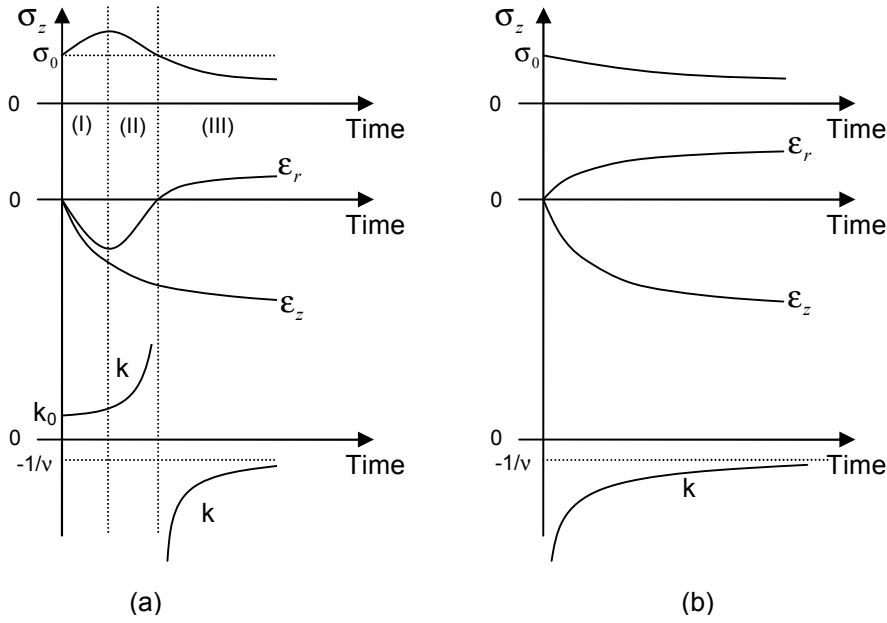 σz
σ0
0
(I) (II) (III)
Time
εr
0
Time
εz
k
k0
0
-1/ν
Time
k
(a)
σz
σ0
0
Time
εr
0
Time
εz
0
-1/ν
Time
k
(b)